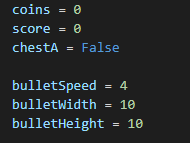 coins = 0
score = 0
chestA = False
bulletSpeed = 4
bulletWidth = 10
bulletHeight = 10